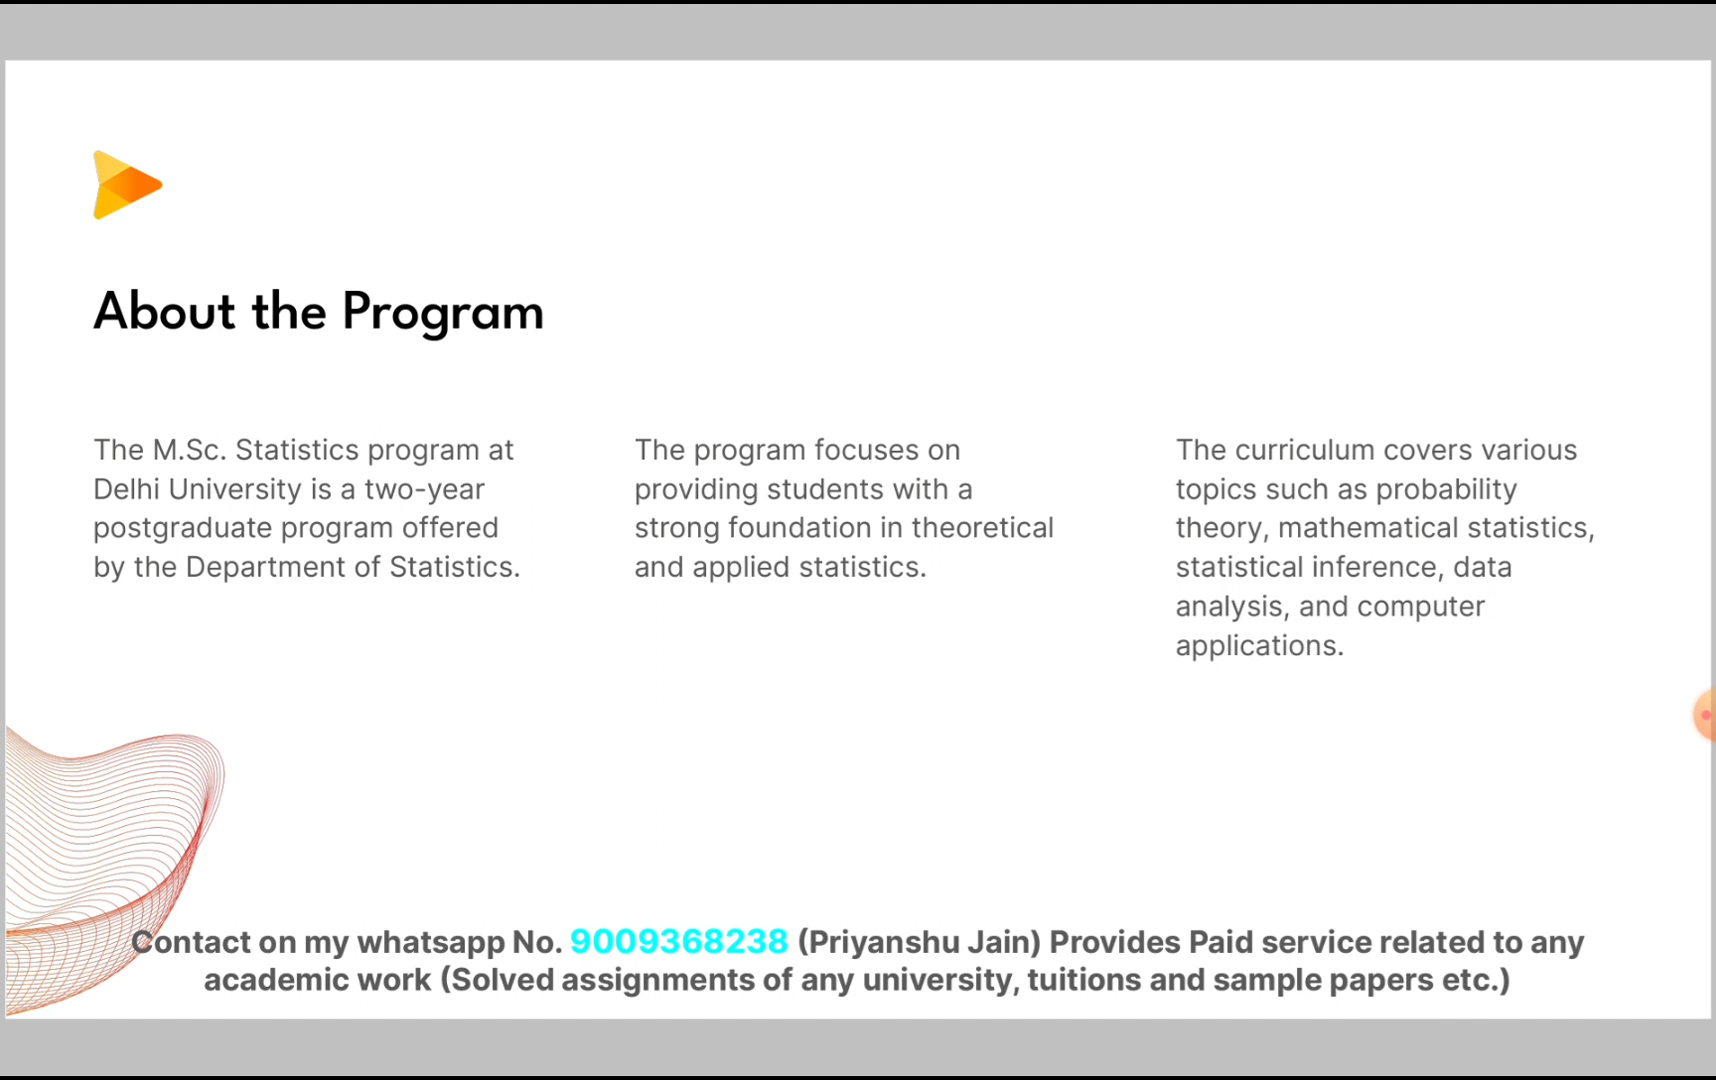 About the Program
The M.Sc. Statistics program at
Delhi University is a two-year
postgraduate program offered
by the Department of Statistics.
The program focuses on
providing students with a
strong foundation in theoretical
and applied statistics.
The curriculum covers various
topics such as probability
theory, mathematical statistics,
statistical inference, data
analysis, and computer
applications.
Contact on my whatsapp No. 9009368238 (Priyanshu Jain) Provides Paid service related to any
academic work (Solved assignments of any university, tuitions and sample papers etc.)